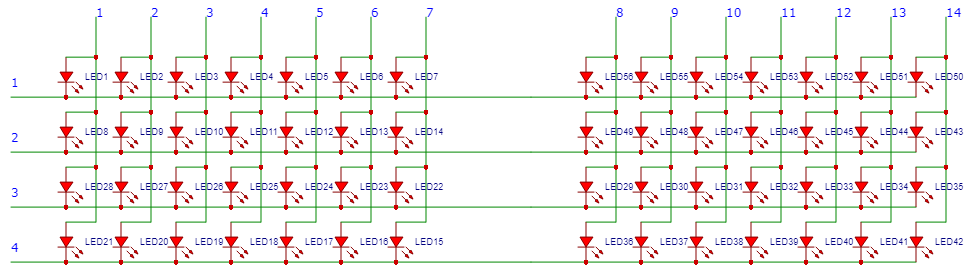 1 2 3 4 5 6 7 8 9 10 11 12 13 14
1 LED1 LED2 LED3 LED4 LED5 LED6 LED7 LED56 LED55 LED54 LED53 LED52 LED51 LED50
2 LED8 LED9 LED10 LED11 LED12 LED13 LED14 LED49 LED48 LED47 LED46 LED45 LED44 LED43
3 LED28 LED27 LED26 LED25 LED24 LED23 LED22 LED29 LED30 LED31 LED32 LED33 LED34 LED35
4 LED21 LED20 LED19 LED18 LED17 LED16 LED15 LED36 LED37 LED38 LED39 LED40 LED41 LED42